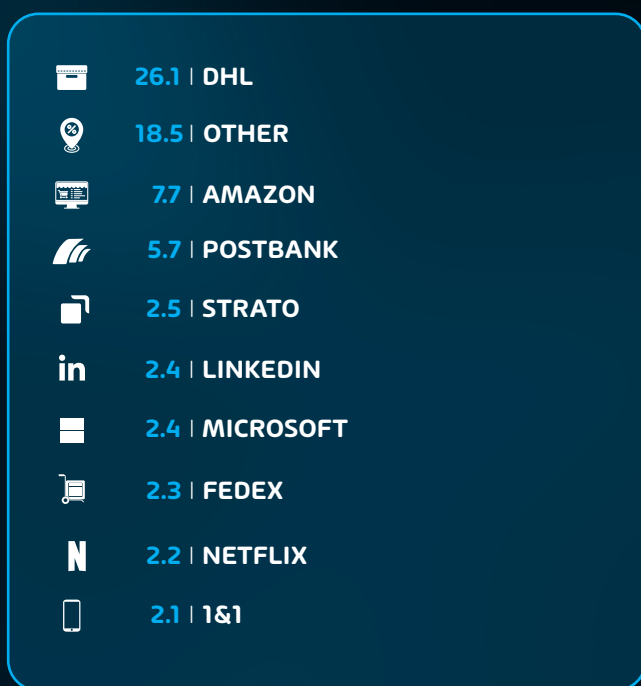 26.1 | DHL
% 18.5 | OTHER
7.7 | AMAZON
5.7 | POSTBANK
2.5 | STRATO
in 2.4 | LINKEDIN
2.4 | MICROSOFT
2.3 | FEDEX
N 2.2 | NETFLIX
2.1 | 1&1